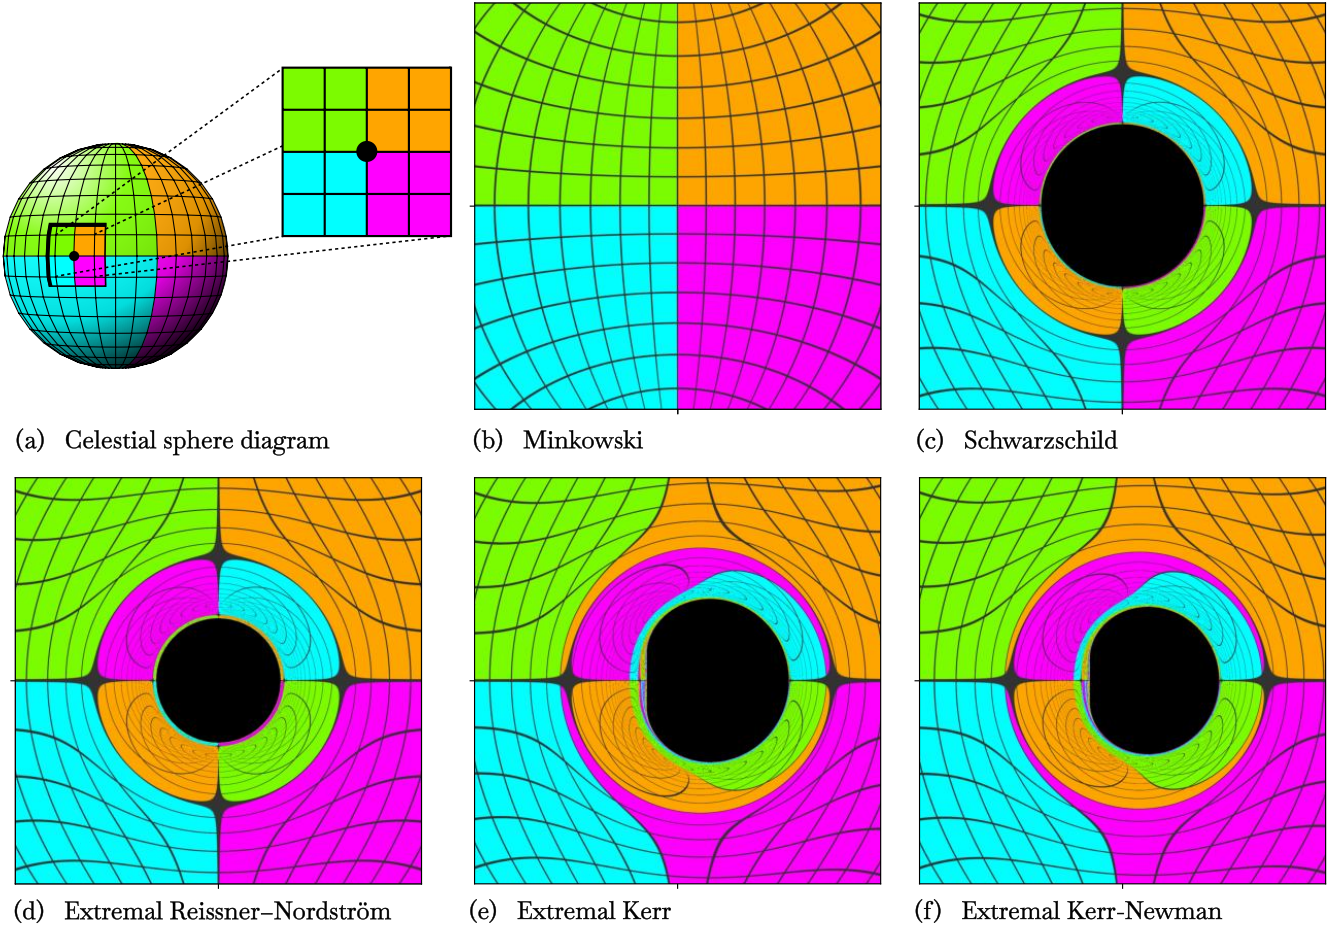 (a) Celestial sphere diagram
(b) Minkowski
(c) Schwarzschild
(d) Extremal Reissner–Nordström
(e) Extremal Kerr
(f) Extremal Kerr-Newman